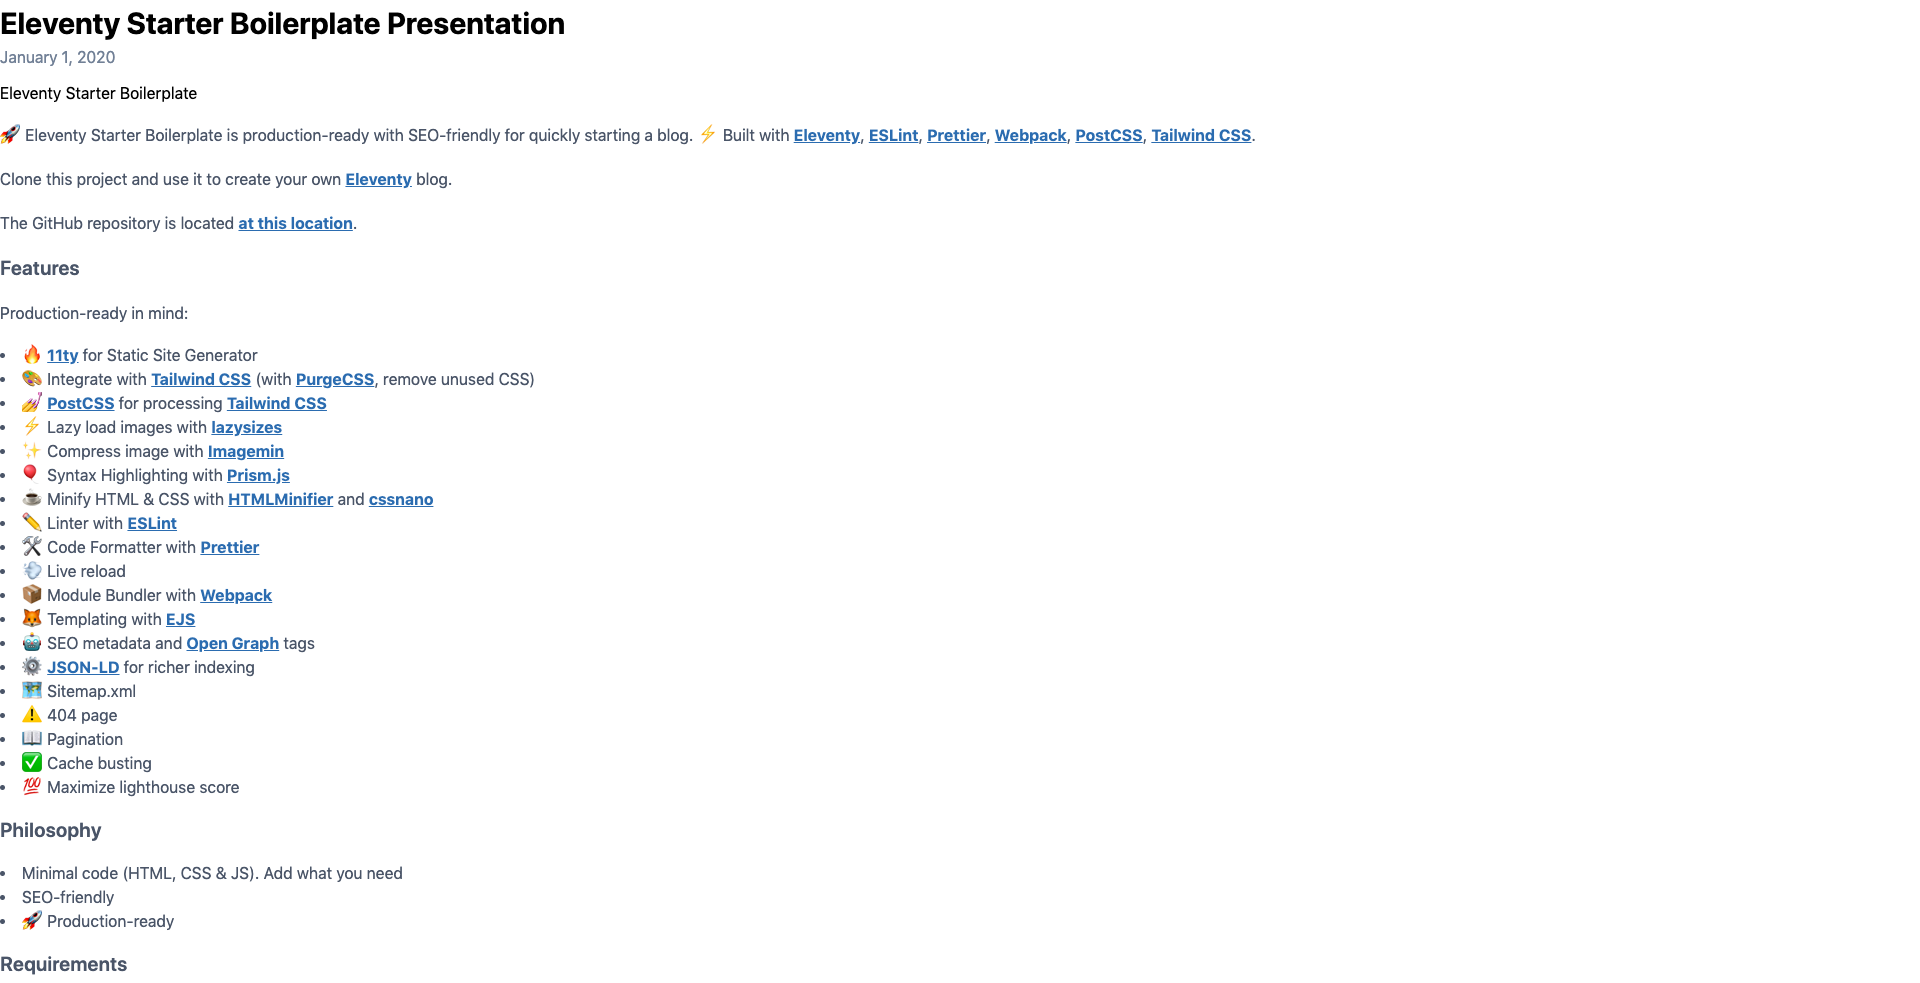 Eleventy Starter Boilerplate Presentation
January 1, 2020
Eleventy Starter Boilerplate
🚀 Eleventy Starter Boilerplate is production-ready with SEO-friendly for quickly starting a blog. ⚡️ Built with Eleventy, ESLint, Prettier, Webpack, PostCSS, Tailwind CSS.
Clone this project and use it to create your own Eleventy blog.
The GitHub repository is located at this location.
Features
Production-ready in mind:
• 🔥 11ty for Static Site Generator
• 🎨 Integrate with Tailwind CSS (with PurgeCSS, remove unused CSS)
• 💅 PostCSS for processing Tailwind CSS
• ⚡️ Lazy load images with lazysizes
• ✨ Compress image with Imagemin
• 🎈 Syntax Highlighting with Prism.js
• ☕ Minify HTML & CSS with HTMLMinifier and cssnano
• ✏️ Linter with ESLint
• 🛠 Code Formatter with Prettier
• 💨 Live reload
• 📦 Module Bundler with Webpack
• 🦊 Templating with EJS
• 🤖 SEO metadata and Open Graph tags
• ⚙️ JSON-LD for richer indexing
• 🗺 Sitemap.xml
• ⚠️ 404 page
• 📖 Pagination
• ✅ Cache busting
• 💯 Maximize lighthouse score
Philosophy
• Minimal code (HTML, CSS & JS). Add what you need
• SEO-friendly
• 🚀 Production-ready
Requirements